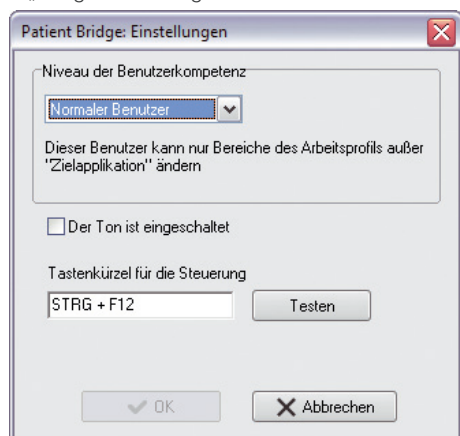 Patient Bridge: Einstellungen
Niveau der Benutzerkompetenz
Normaler Benutzer
Dieser Benutzer kann nur Bereiche des Arbeitsprofils außer
"Zielapplikation" ändern
Der Ton ist eingeschaltet
Tastenkürzel für die Steuerung
STRG + F12
Testen
OK
Abbrechen